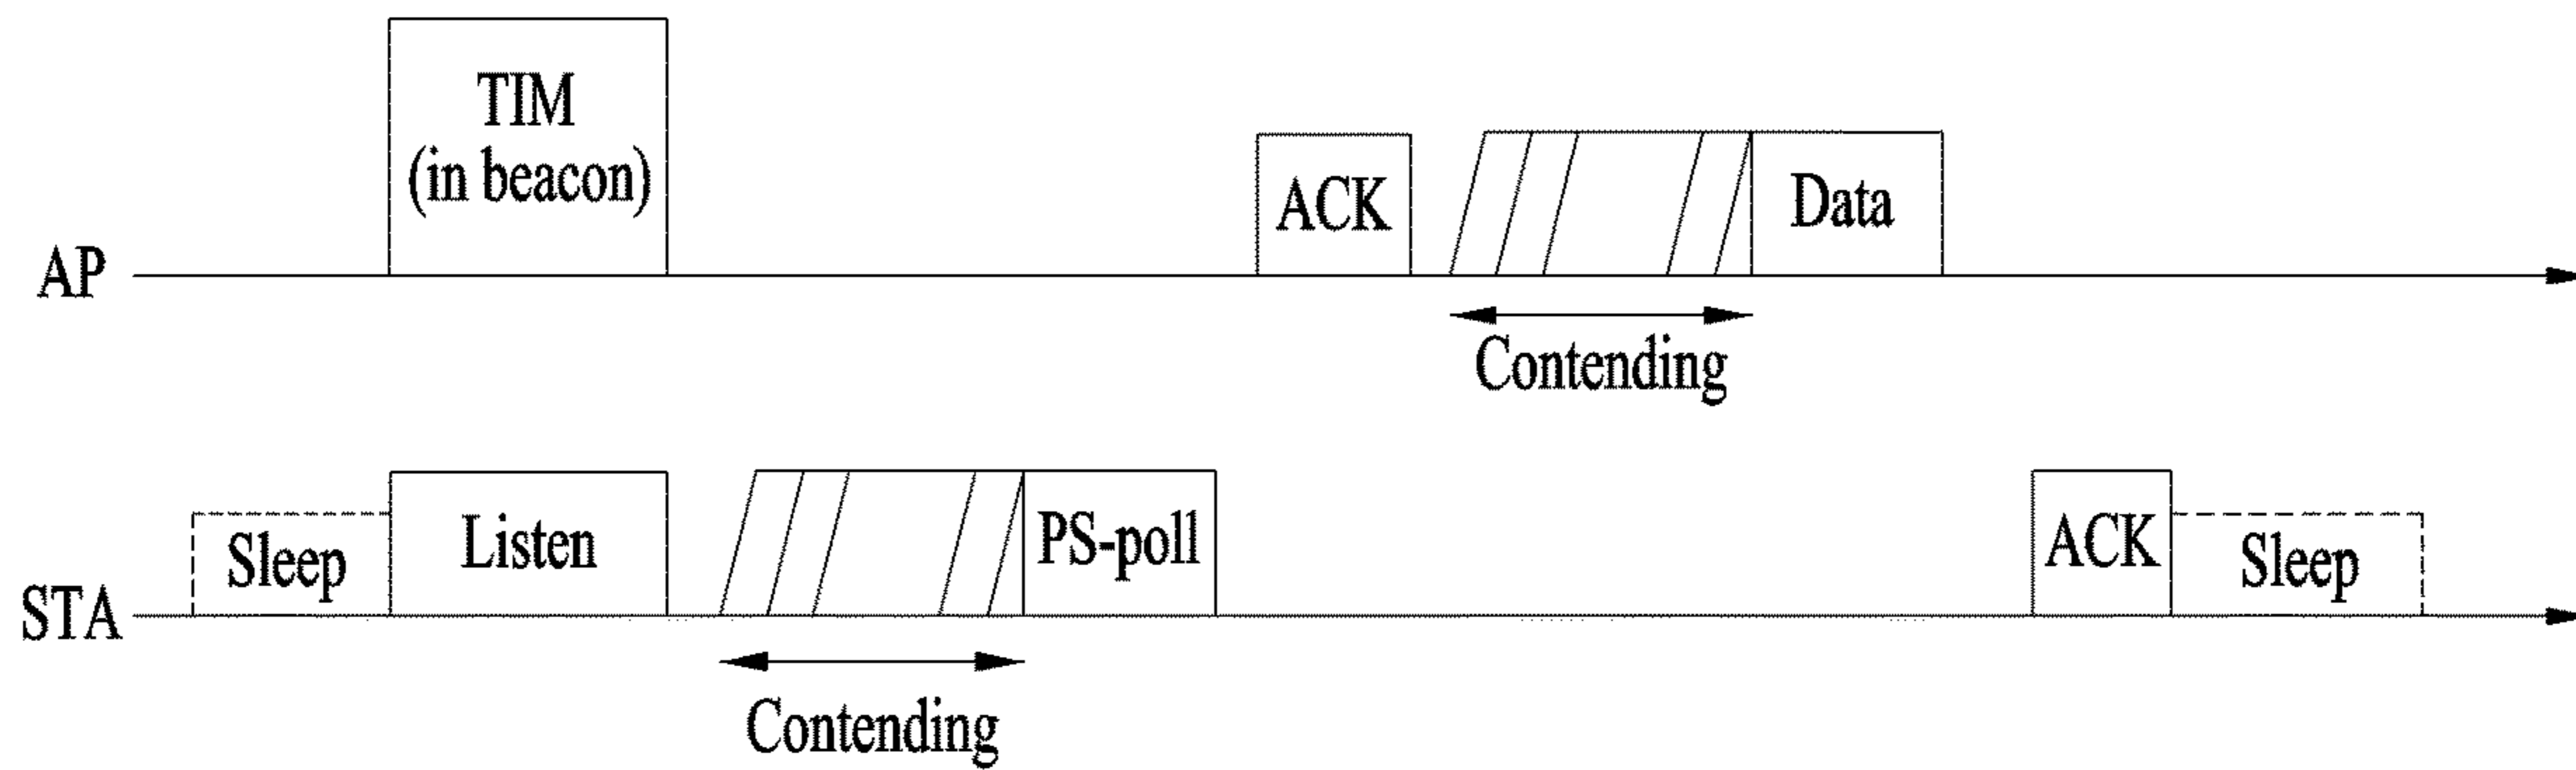 TIM
(in beacon)
ACK
Data
AP
Contending
Sleep
Listen
PS-poll
ACK
Sleep
STA
Contending